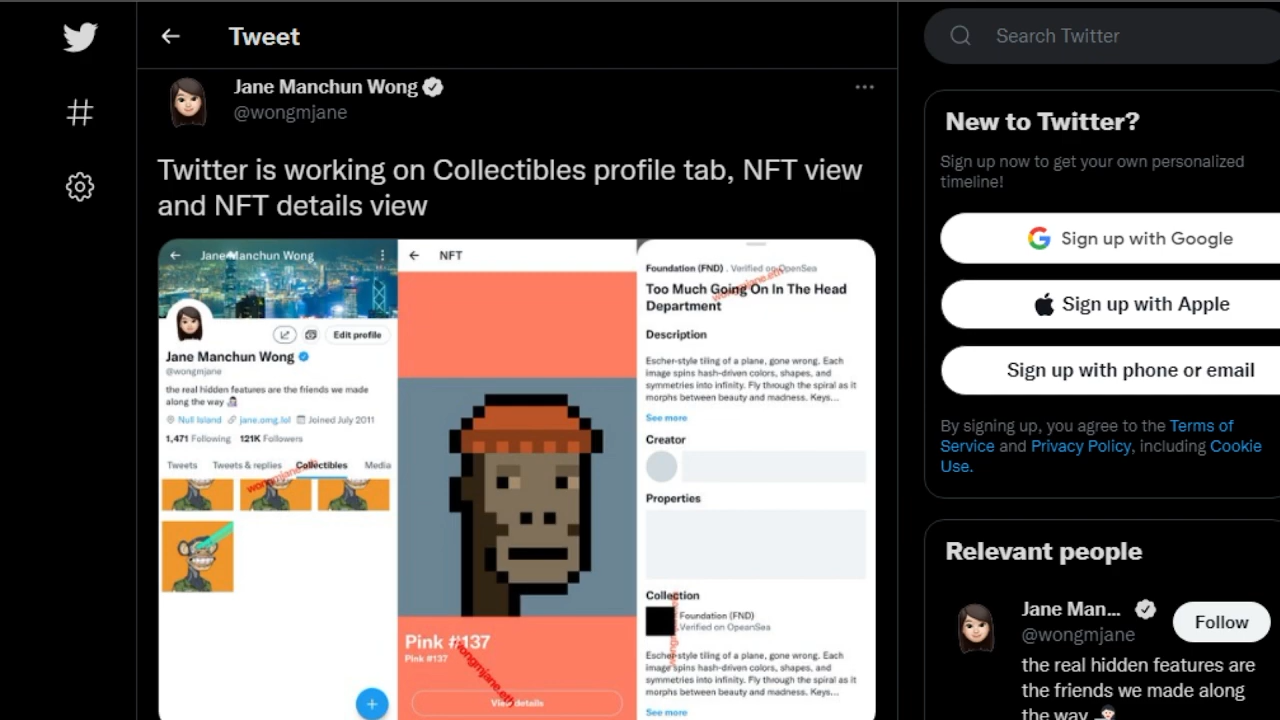 Tweet
Jane Manchun Wong
@wongmjane
Twitter is working on Collectibles profile tab, NFT view
and NFT details view
Jane Manchun Wong
Edit profile
Jane Manchun Wong
@wongmjane
the real hidden features are the friends we made
along the way
Null Island jane.omg.lol Joined July 2011
1,471 Following 121K Followers
Tweets Tweets & replies Collectibles Media
wongmjane.eth
NFT
Pink #137
Pink #137
wongmjane.eth
View details
Foundation (FND) . Verified on OpenSea
wongmjane.eth
Too Much Going On In The Head
Department
Description
Escher-style tiling of a plane, gone wrong. Each
image spins hash-driven colors, shapes, and
symmetries into infinity. Fly through the spiral as it
morphs between beauty and madness. Keys...
See more
Creator
Properties
Collection
Foundation (FND)
Verified on OpeanSea
wongmjane.eth
Escher-style tiling of a plane, gone wrong. Each
image spins hash-driven colors, shapes, and
symmetries into infinity. Fly through the spiral as it
morphs between beauty and madness. Keys...
See more
Search Twitter
New to Twitter?
Sign up now to get your own personalized
timeline!
Sign up with Google
Sign up with Apple
Sign up with phone or email
By signing up, you agree to the Terms of
Service and Privacy Policy, including Cookie
Use.
Relevant people
Jane Man...
@wongmjane
Follow
the real hidden features are
the friends we made along
the way